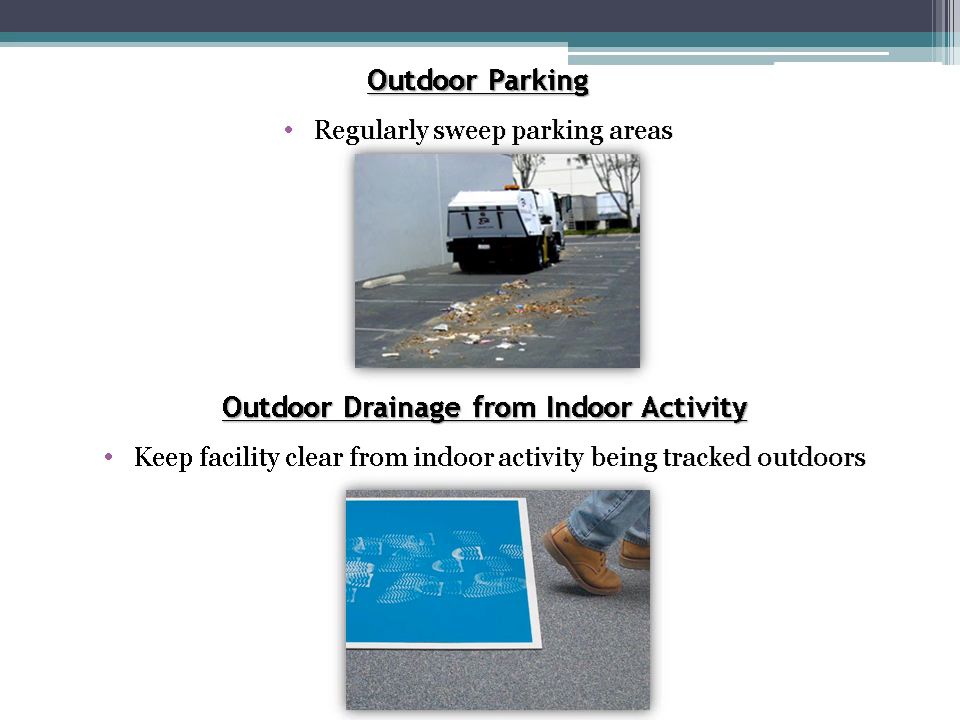 Outdoor Parking
• Regularly sweep parking areas
Outdoor Drainage from Indoor Activity
• Keep facility clear from indoor activity being tracked outdoors